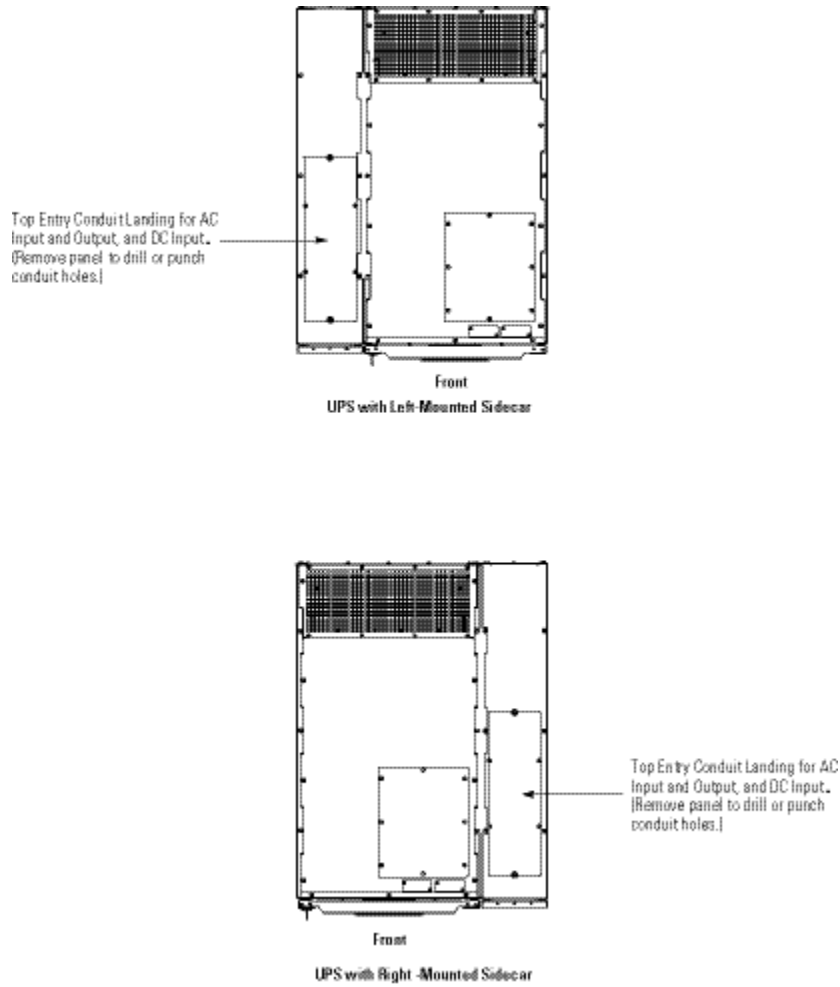 Top Entry Conduit Landing for AC
Input and Output, and DC Input.
(Remove panel to drill or punch
conduit holes.)
Front
UPS with Left-Mounted Sidecar
Top Entry Conduit Landing for AC
Input and Output, and DC Input.
(Remove panel to drill or punch
conduit holes.)
Front
UPS with Right -Mounted Sidecar